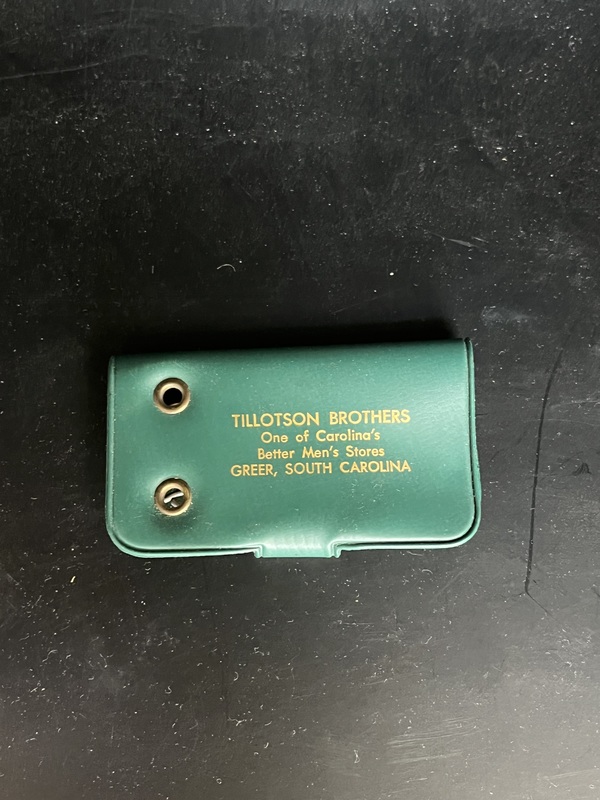 TILLOTSON BROTHERS
One of Carolina's
Better Men's Stores
GREER, SOUTH CAROLINA